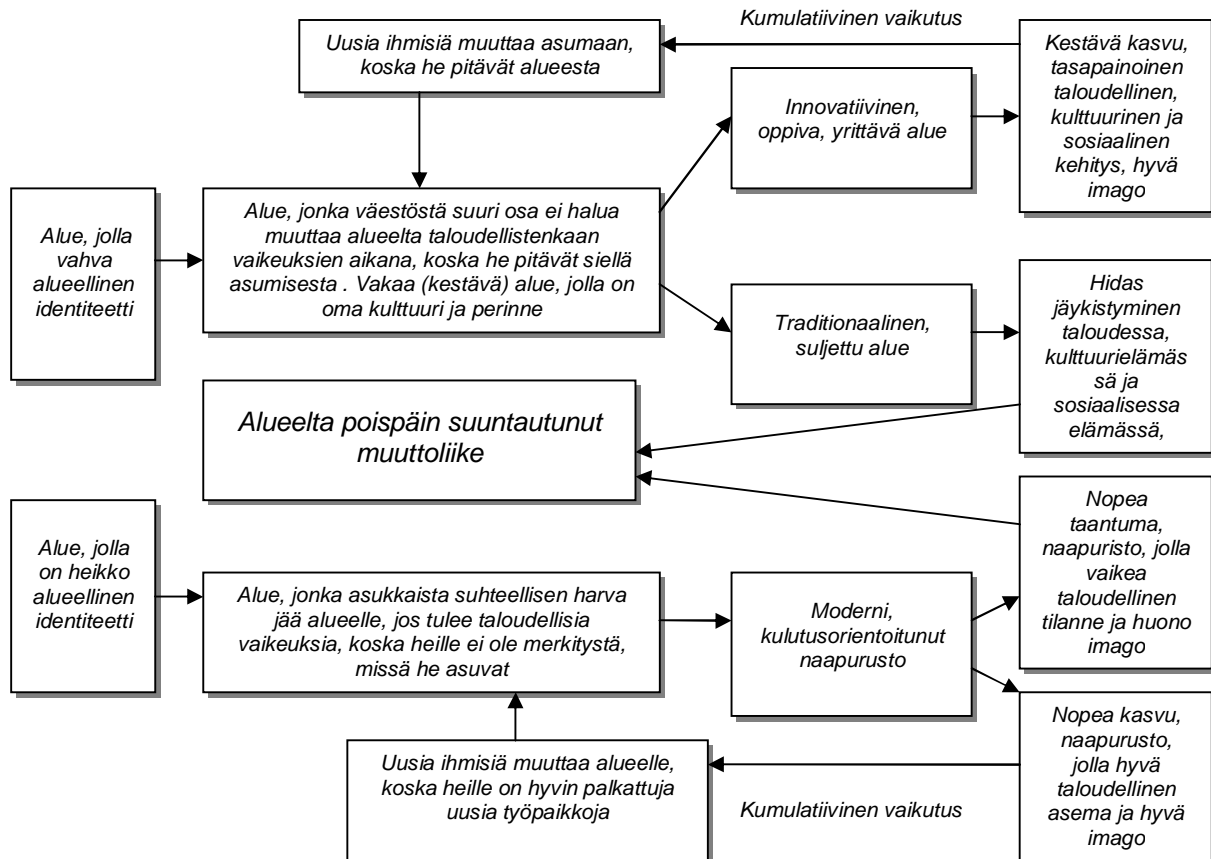 Kumulatiivinen vaikutus
Uusia ihmisiä muuttaa asumaan,
koska he pitävät alueesta
Kestävä kasvu,
tasapainoinen
taloudellinen,
kulttuurinen ja
sosiaalinen
kehitys, hyvä
imago
Innovatiivinen,
oppiva, yrittävä alue
Alue, jolla
vahva
alueellinen
identiteetti
Alue, jonka väestöstä suuri osa ei halua
muuttaa alueelta taloudellistenkaan
vaikeuksien aikana, koska he pitävät siellä
asumisesta . Vakaa (kestävä) alue, jolla on
oma kulttuuri ja perinne
Traditionaalinen,
suljettu alue
Hidas
jäykistyminen
taloudessa,
kulttuurielämäs
sä ja
sosiaalisessa
elämässä,
Alueelta poispäin suuntautunut
muuttoliike
Alue, jolla
on heikko
alueellinen
identiteetti
Alue, jonka asukkaista suhteellisen harva
jää alueelle, jos tulee taloudellisia
vaikeuksia, koska heille ei ole merkitystä,
missä he asuvat
Moderni,
kulutusorientoitunut
naapurusto
Nopea
taantuma,
naapuristo, jolla
vaikea
taloudellinen
tilanne ja huono
imago
Nopea kasvu,
naapurusto,
jolla hyvä
taloudellinen
asema ja hyvä
imago
Uusia ihmisiä muuttaa alueelle,
koska heille on hyvin palkattuja
uusia työpaikkoja
Kumulatiivinen vaikutus